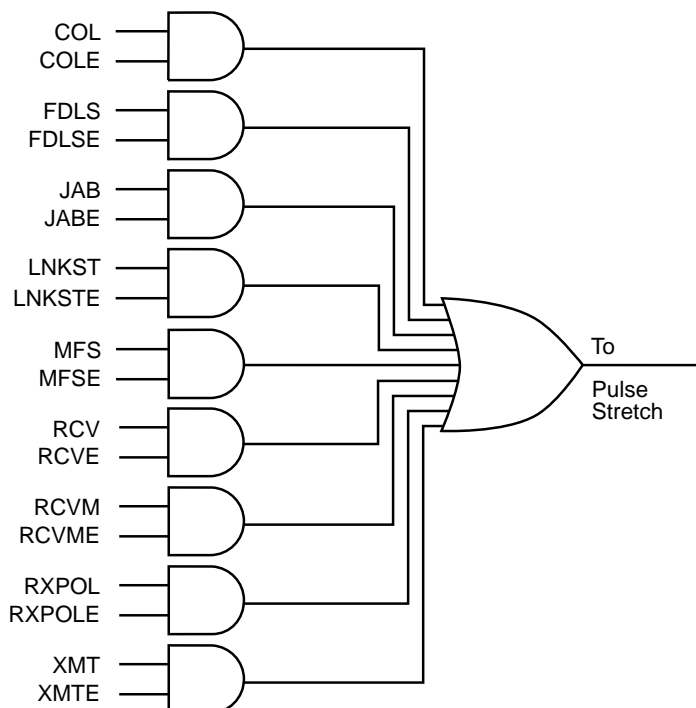 COL
COLE
FDLS
FDLSE
JAB
JABE
LNKST
LNKSTE
MFS
MFSE
RCV
RCVE
RCVM
RCVME
RXPOL
RXPOLE
XMT
XMTE
To
Pulse
Stretch